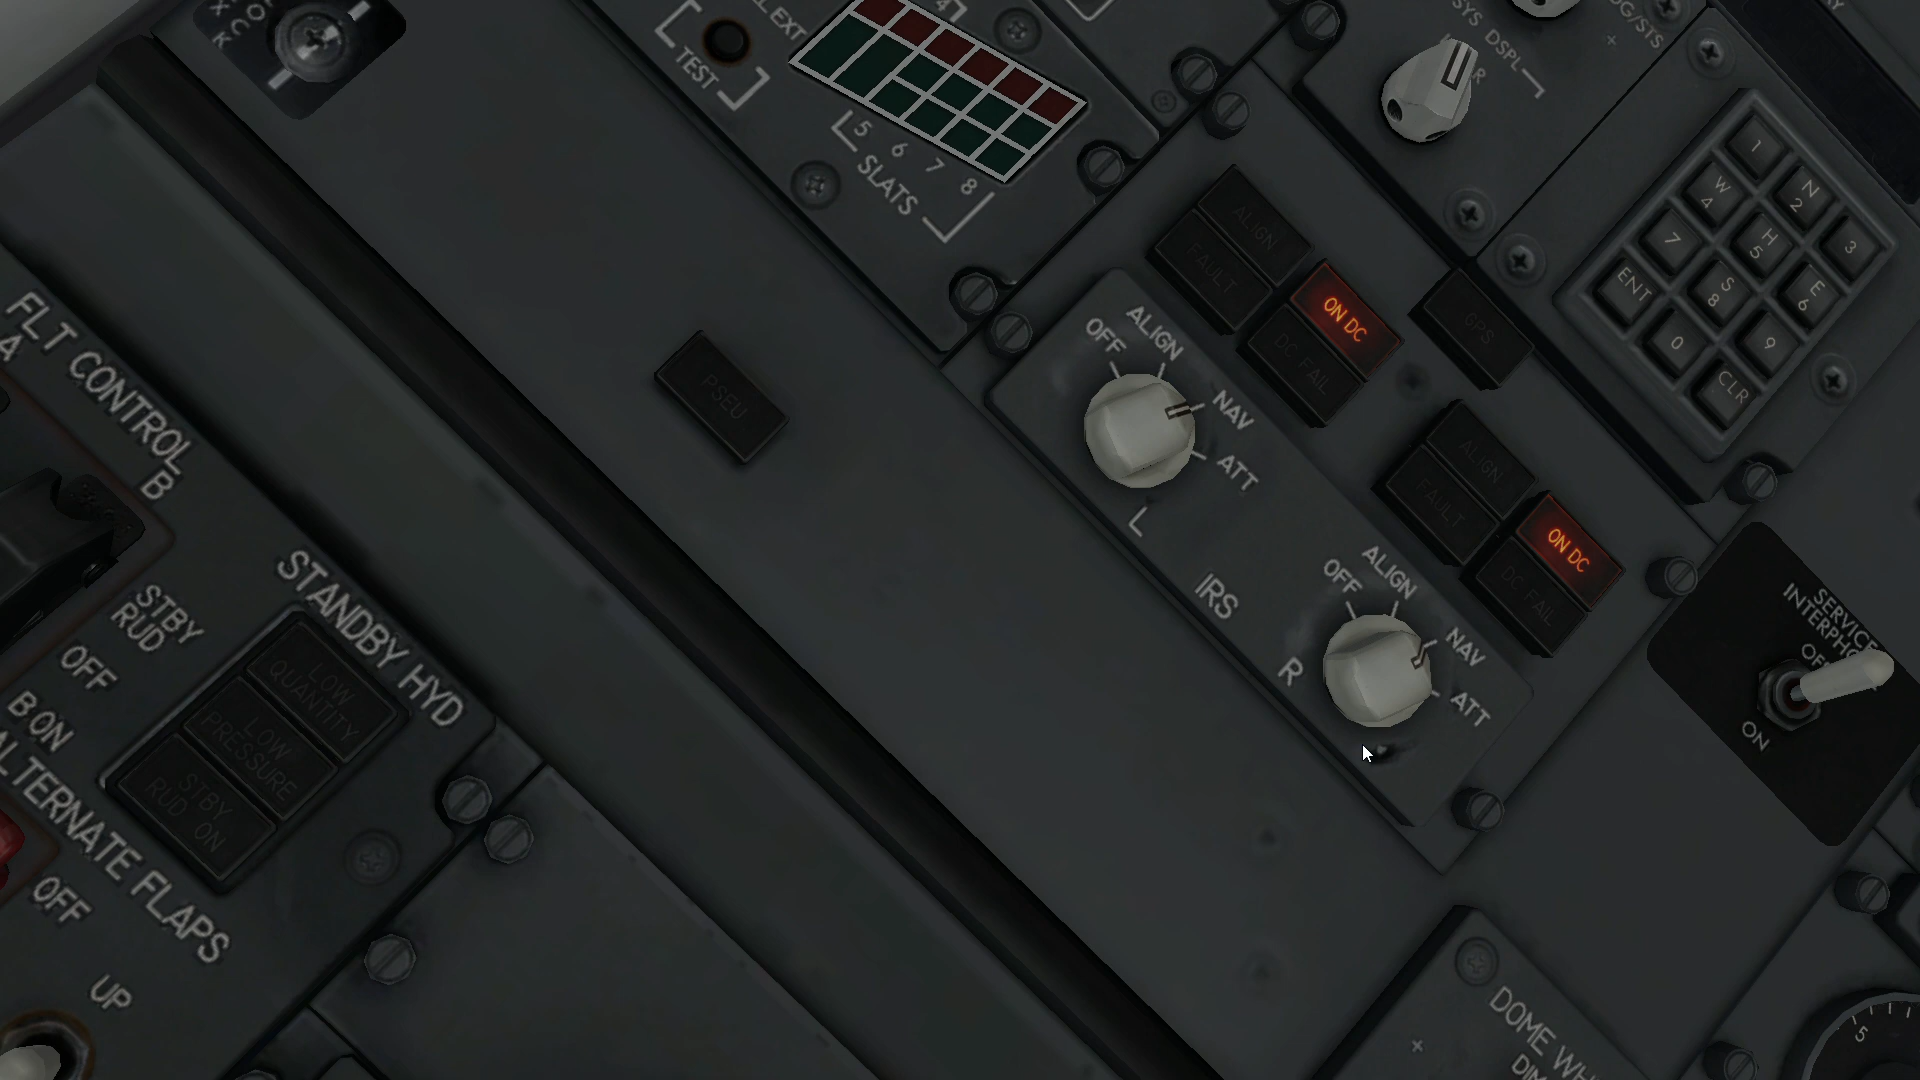 EXT
TEST
5 6 7 8
SLATS
SYS DSPL
R
1
N
2
3
W
4
H
5
E
6
7
S
8
9
ENT
0
CLR
ALIGN
FAULT
ON DC
DC FAIL
GPS
OFF
ALIGN
NAV
ATT
L
IRS
ALIGN
FAULT
ON DC
DC FAIL
OFF
ALIGN
NAV
ATT
R
PSEU
FLT CONTROL
A
B
STBY
RUD
OFF
B ON
STANDBY HYD
LOW
QUANTITY
LOW
PRESSURE
STBY
RUD ON
ALTERNATE FLAPS
OFF
UP
SERVICE
ON
DOME
5